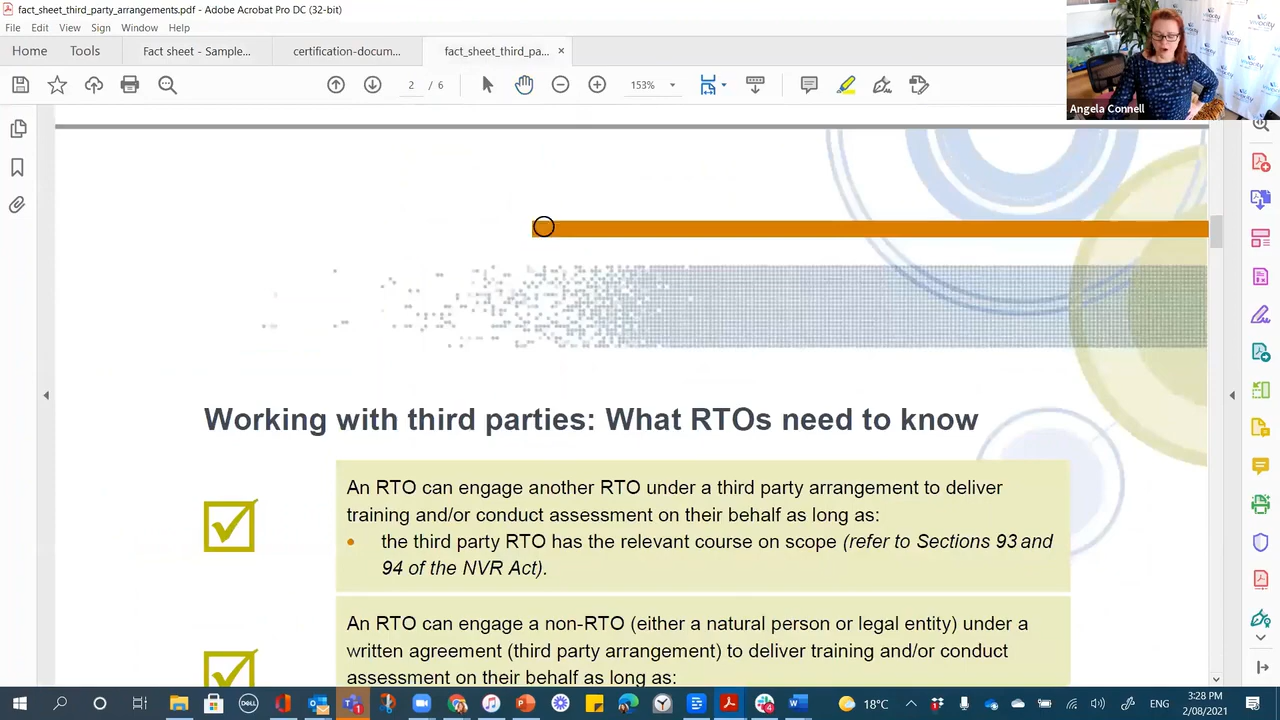 fact_sheet_third_party_arrangements.pdf - Adobe Acrobat Pro DC (32-bit)
File Edit View Sign Window Help
Home Tools Fact sheet - Sample... certification-docum... fact_sheet_third_p... ×
2 / 6 153%
Angela Connell
Working with third parties: What RTOs need to know
An RTO can engage another RTO under a third party arrangement to deliver
training and/or conduct assessment on their behalf as long as:
• the third party RTO has the relevant course on scope (refer to Sections 93 and
94 of the NVR Act).
An RTO can engage a non-RTO (either a natural person or legal entity) under a
written agreement (third party arrangement) to deliver training and/or conduct
assessment on their behalf as long as:
18°C ENG 3:28 PM
2/08/2021